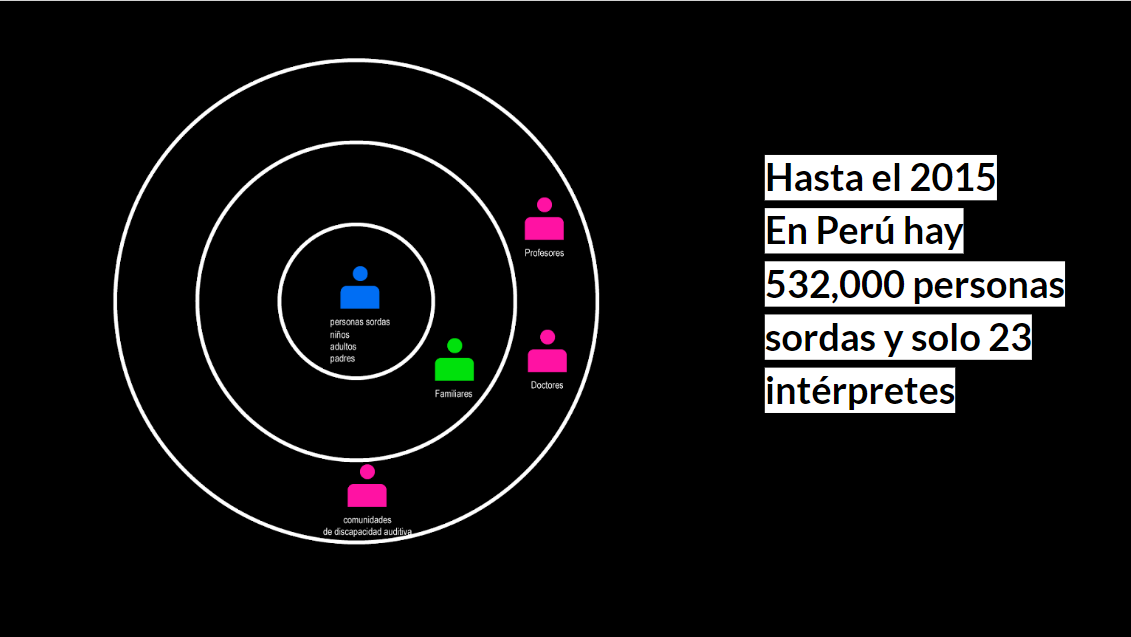 Profesores
personas sordas
niños
adultos
padres
Doctores
Familiares
comunidades
de discapacidad auditiva
Hasta el 2015
En Perú hay
532,000 personas
sordas y solo 23
intérpretes